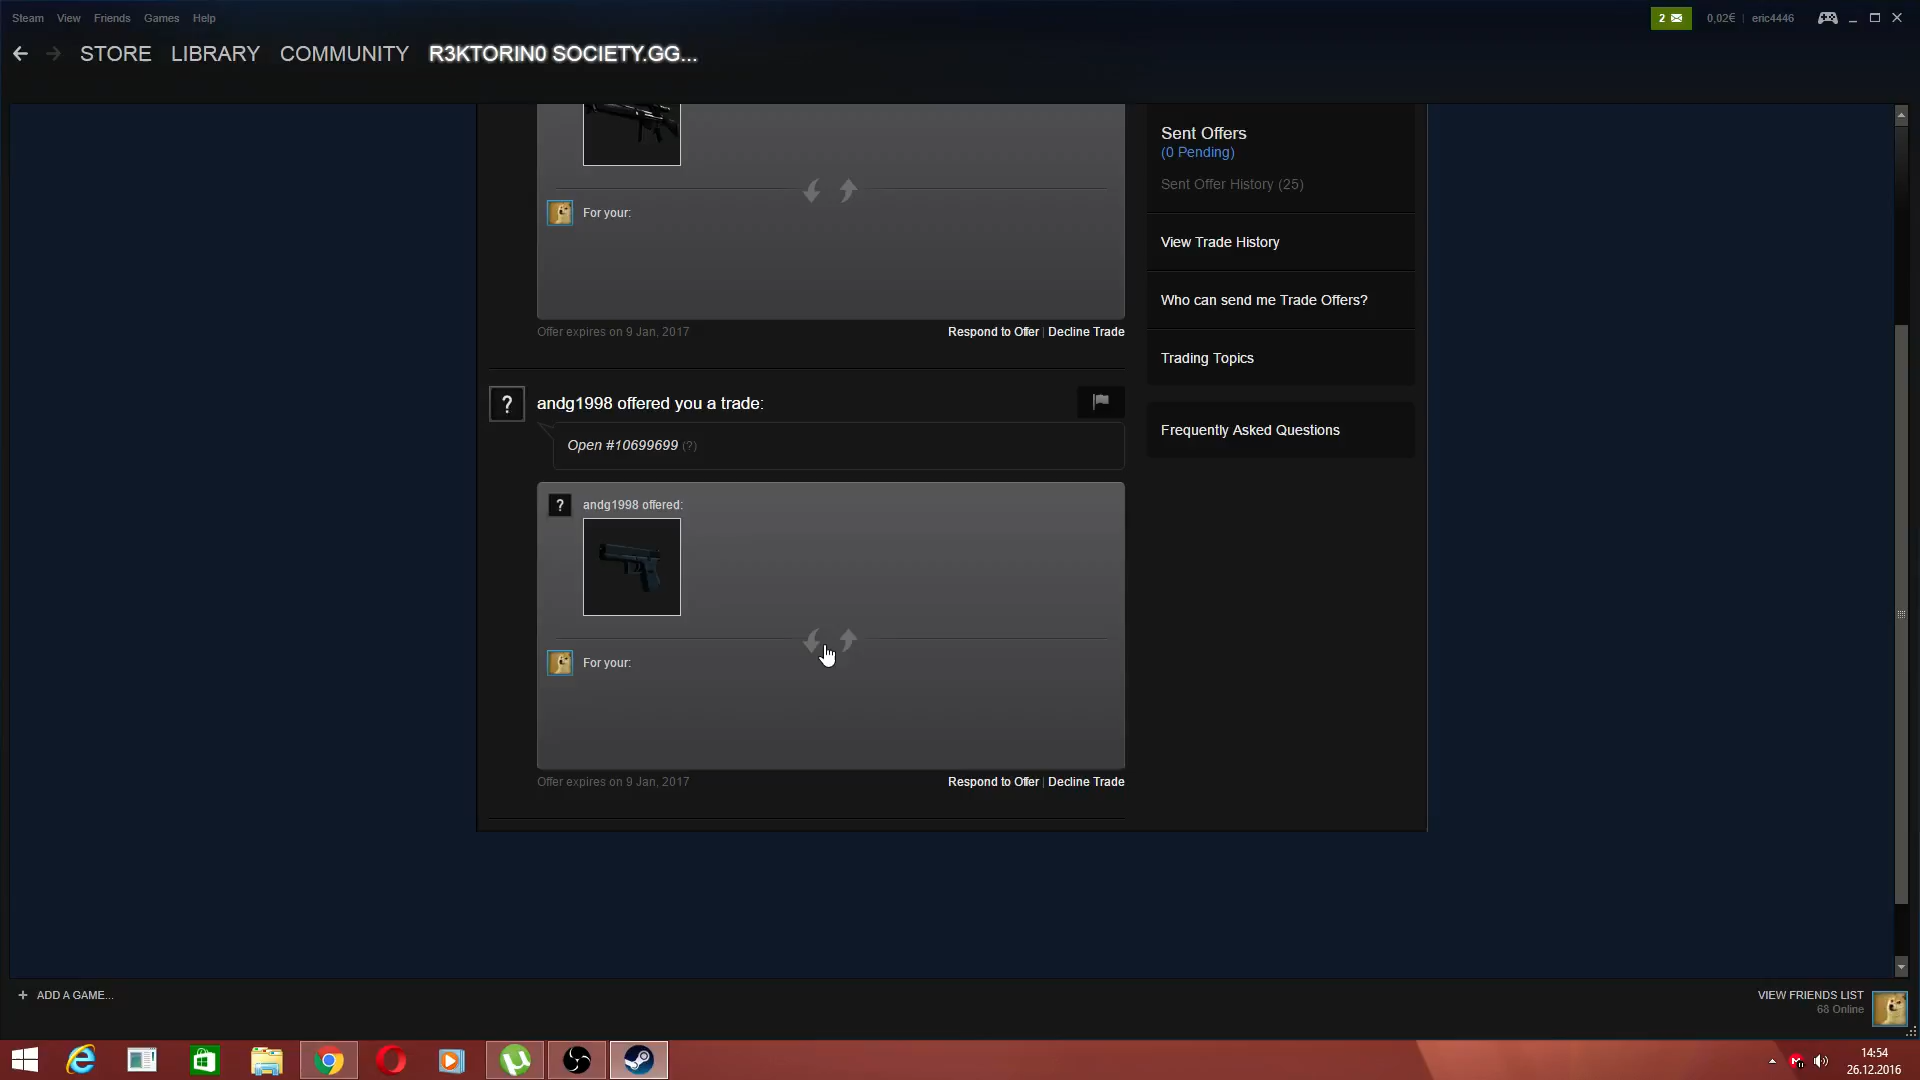 Steam View Friends Games Help
2 0,02€ | eric4446
STORE LIBRARY COMMUNITY R3KTORIN0 SOCIETY.GG...
For your:
Offer expires on 9 Jan, 2017
Respond to Offer | Decline Trade
andg1998 offered you a trade:
Open #10699699 (?)
andg1998 offered:
For your:
Offer expires on 9 Jan, 2017
Respond to Offer | Decline Trade
Sent Offers
(0 Pending)
Sent Offer History (25)
View Trade History
Who can send me Trade Offers?
Trading Topics
Frequently Asked Questions
+ ADD A GAME...
VIEW FRIENDS LIST
68 Online
14:54
26.12.2016